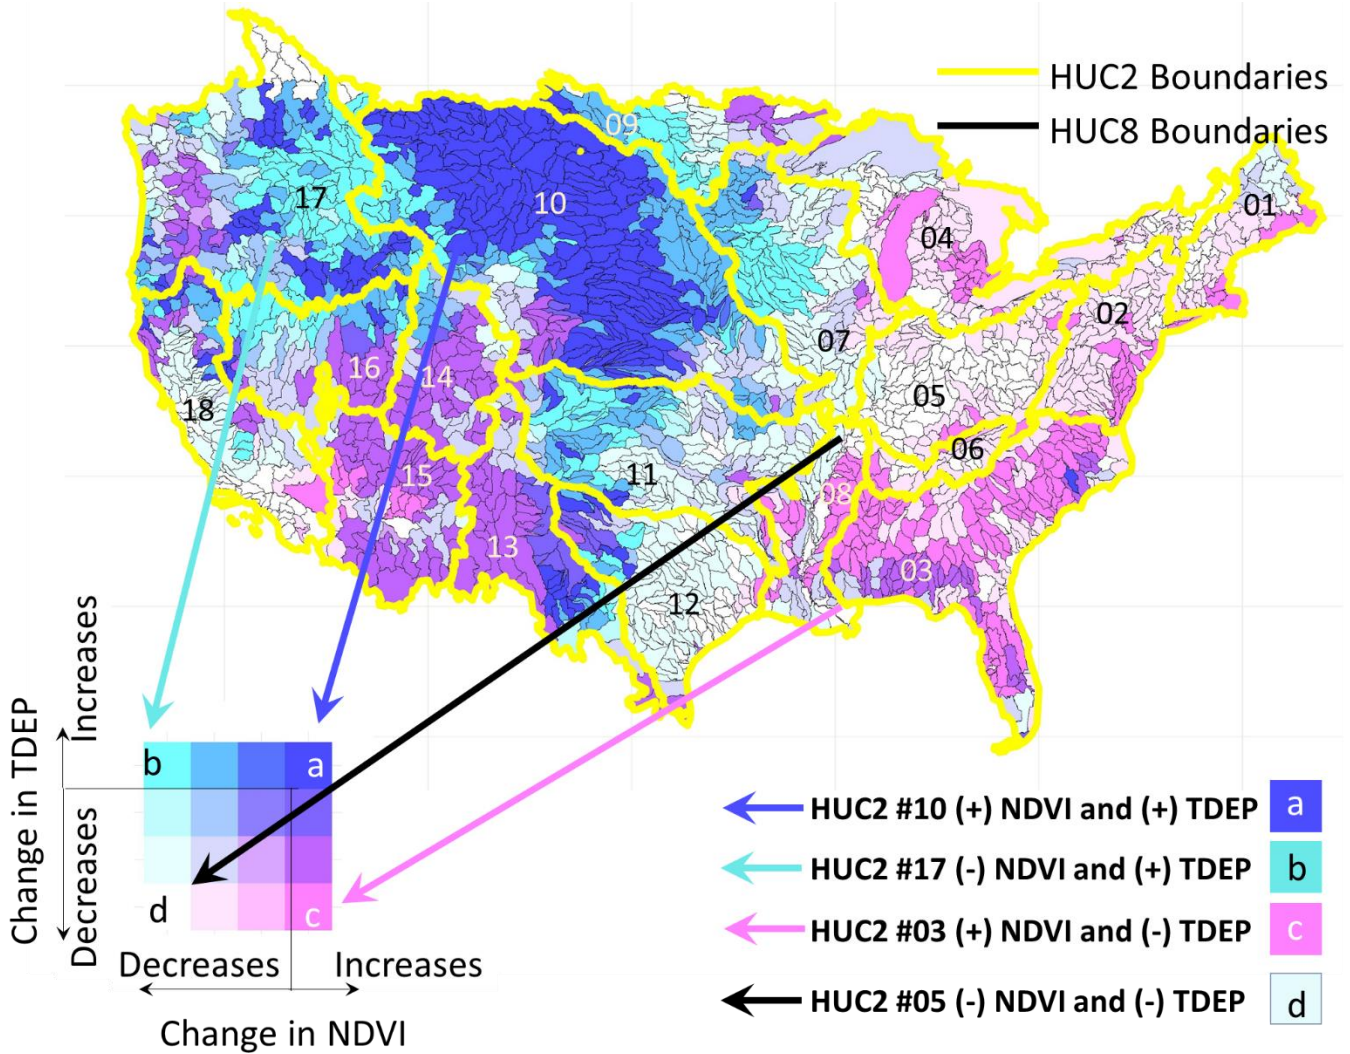 HUC2 Boundaries
HUC8 Boundaries
09
17
10
04
01
02
07
16
14
18
05
06
11
15
08
13
03
12
Change in TDEP
Increases
Decreases
b
a
d
c
Decreases
Increases
Change in NDVI
HUC2 #10 (+) NDVI and (+) TDEP a
HUC2 #17 (-) NDVI and (+) TDEP b
HUC2 #03 (+) NDVI and (-) TDEP c
HUC2 #05 (-) NDVI and (-) TDEP d